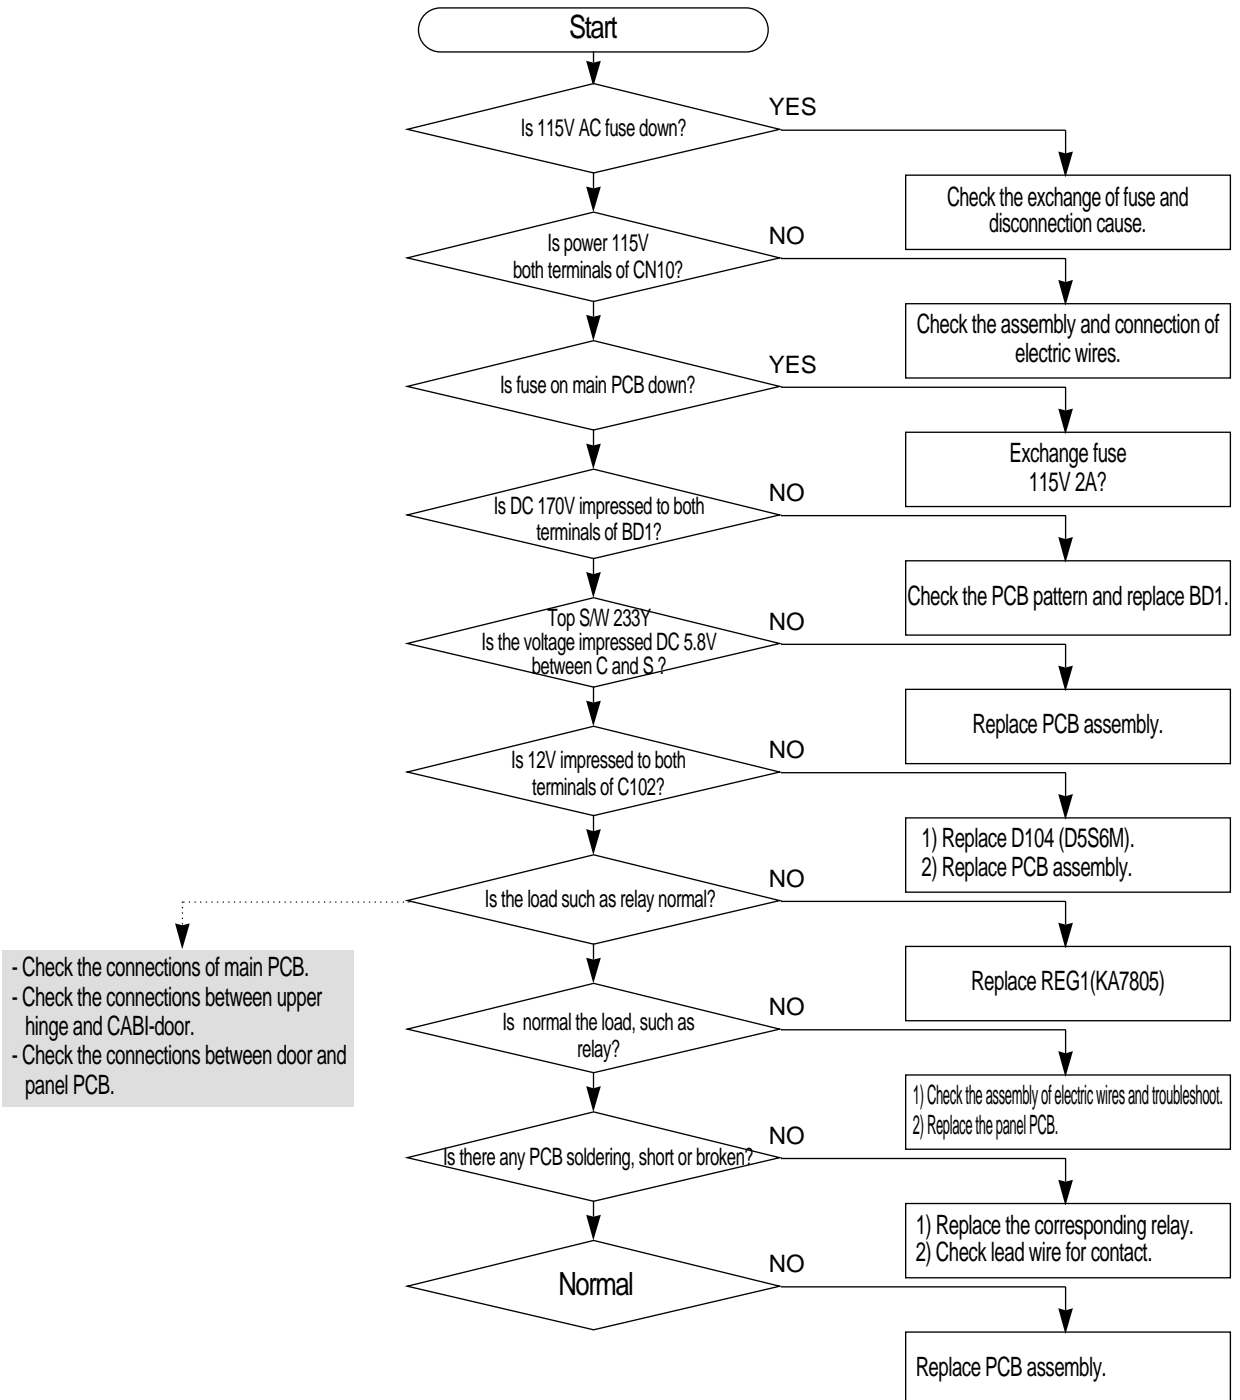 Start
YES
Is 115V AC fuse down?
Check the exchange of fuse and
disconnection cause.
NO
Is power 115V
both terminals of CN10?
Check the assembly and connection of
electric wires.
YES
Is fuse on main PCB down?
Exchange fuse
115V 2A?
NO
Is DC 170V impressed to both
terminals of BD1?
Check the PCB pattern and replace BD1.
Top S/W 233Y
NO
Is the voltage impressed DC 5.8V
between C and S ?
Replace PCB assembly.
NO
Is 12V impressed to both
terminals of C102?
1) Replace D104 (D5S6M).
2) Replace PCB assembly.
NO
Is the load such as relay normal?
- Check the connections of main PCB.
- Check the connections between upper
hinge and CABI-door.
- Check the connections between door and
panel PCB.
Replace REG1(KA7805)
NO
Is normal the load, such as
relay?
1) Check the assembly of electric wires and troubleshoot.
2) Replace the panel PCB.
NO
Is there any PCB soldering, short or broken?
1) Replace the corresponding relay.
2) Check lead wire for contact.
NO
Normal
Replace PCB assembly.